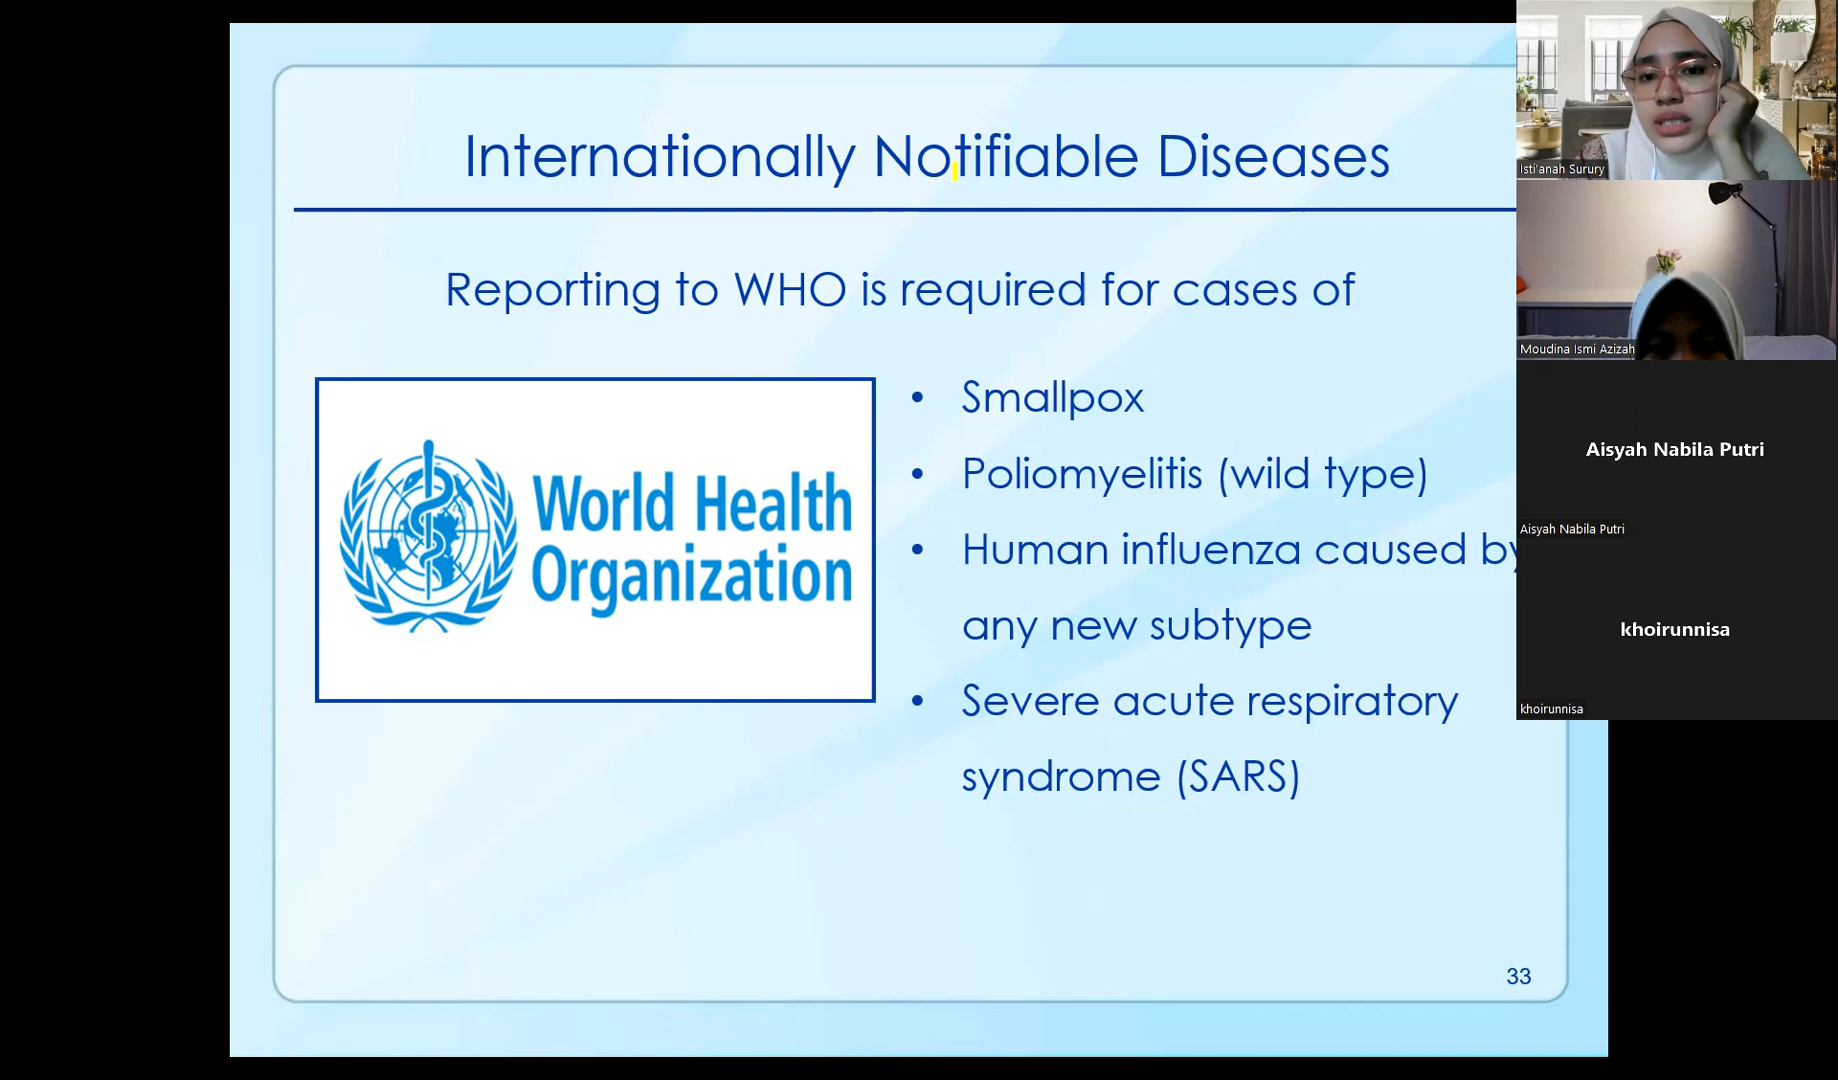 Internationally Notifiable Diseases
Reporting to WHO is required for cases of
World Health
Organization
• Smallpox
• Poliomyelitis (wild type)
• Human influenza caused by
any new subtype
• Severe acute respiratory
syndrome (SARS)
33
Isti'anah Surury
Moudina Ismi Azizah
Aisyah Nabila Putri
Aisyah Nabila Putri
khoirunnisa
khoirunnisa